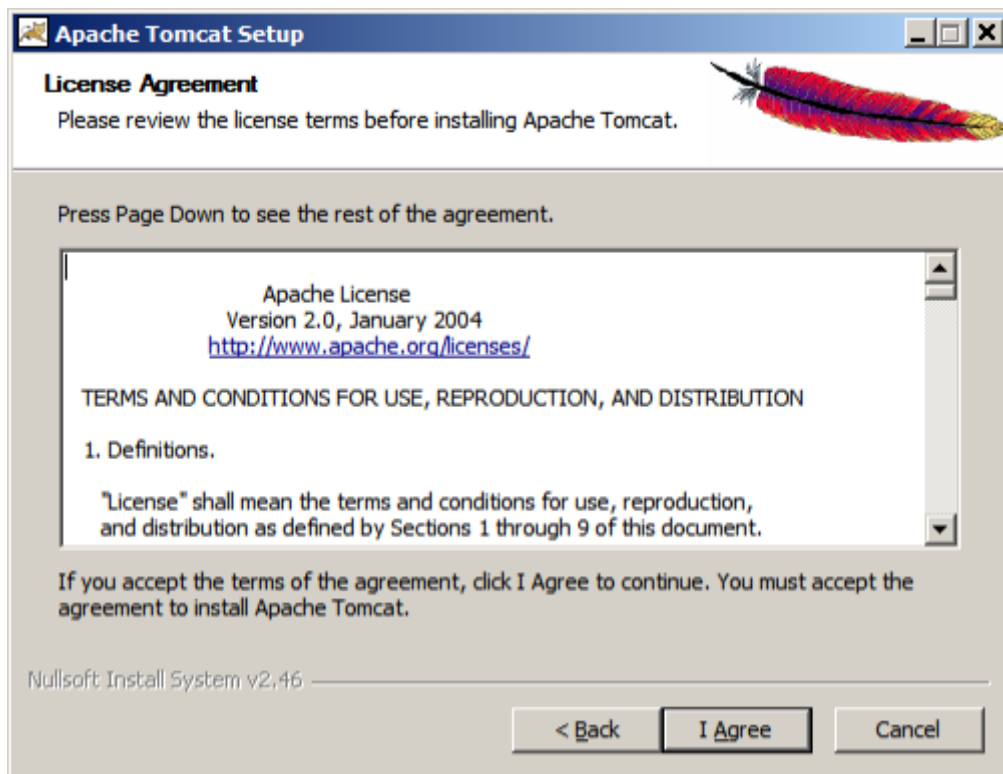 Apache Tomcat Setup
License Agreement
Please review the license terms before installing Apache Tomcat.
Press Page Down to see the rest of the agreement.
Apache License
Version 2.0, January 2004
http://www.apache.org/licenses/
TERMS AND CONDITIONS FOR USE, REPRODUCTION, AND DISTRIBUTION
1. Definitions.
"License" shall mean the terms and conditions for use, reproduction,
and distribution as defined by Sections 1 through 9 of this document.
If you accept the terms of the agreement, click I Agree to continue. You must accept the
agreement to install Apache Tomcat.
Nullsoft Install System v2.46
< Back I Agree Cancel